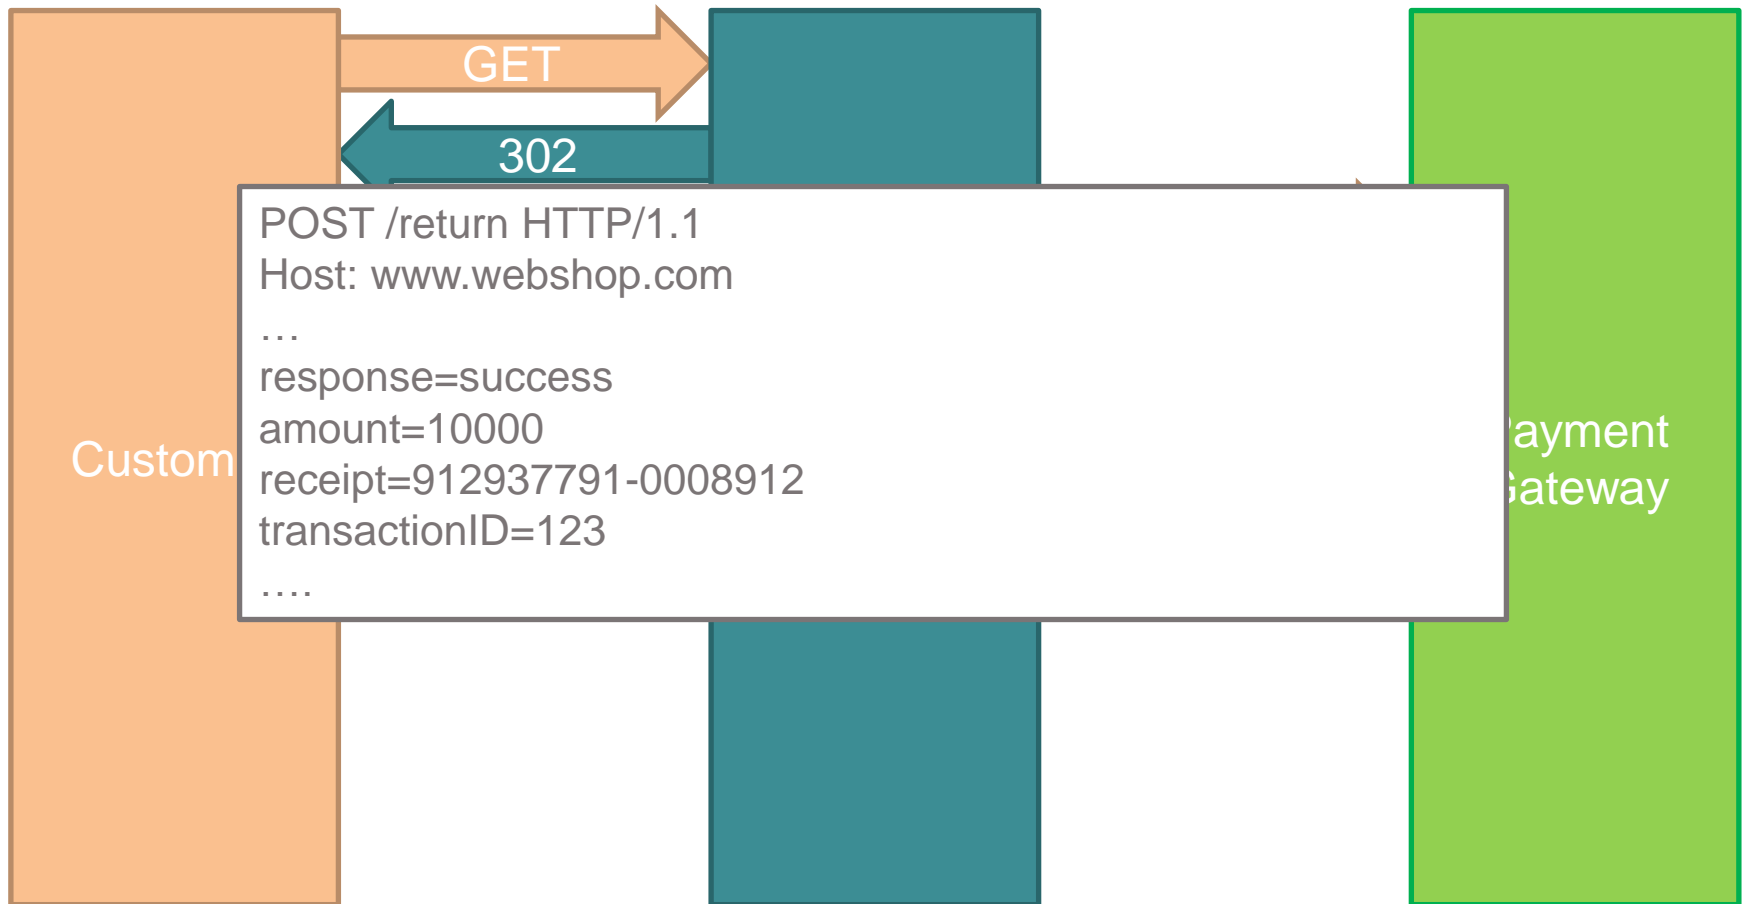 GET
302
POST /return HTTP/1.1
Host: www.webshop.com
…
response=success
amount=10000
receipt=912937791-0008912
transactionID=123
….
Custom
ayment
ateway